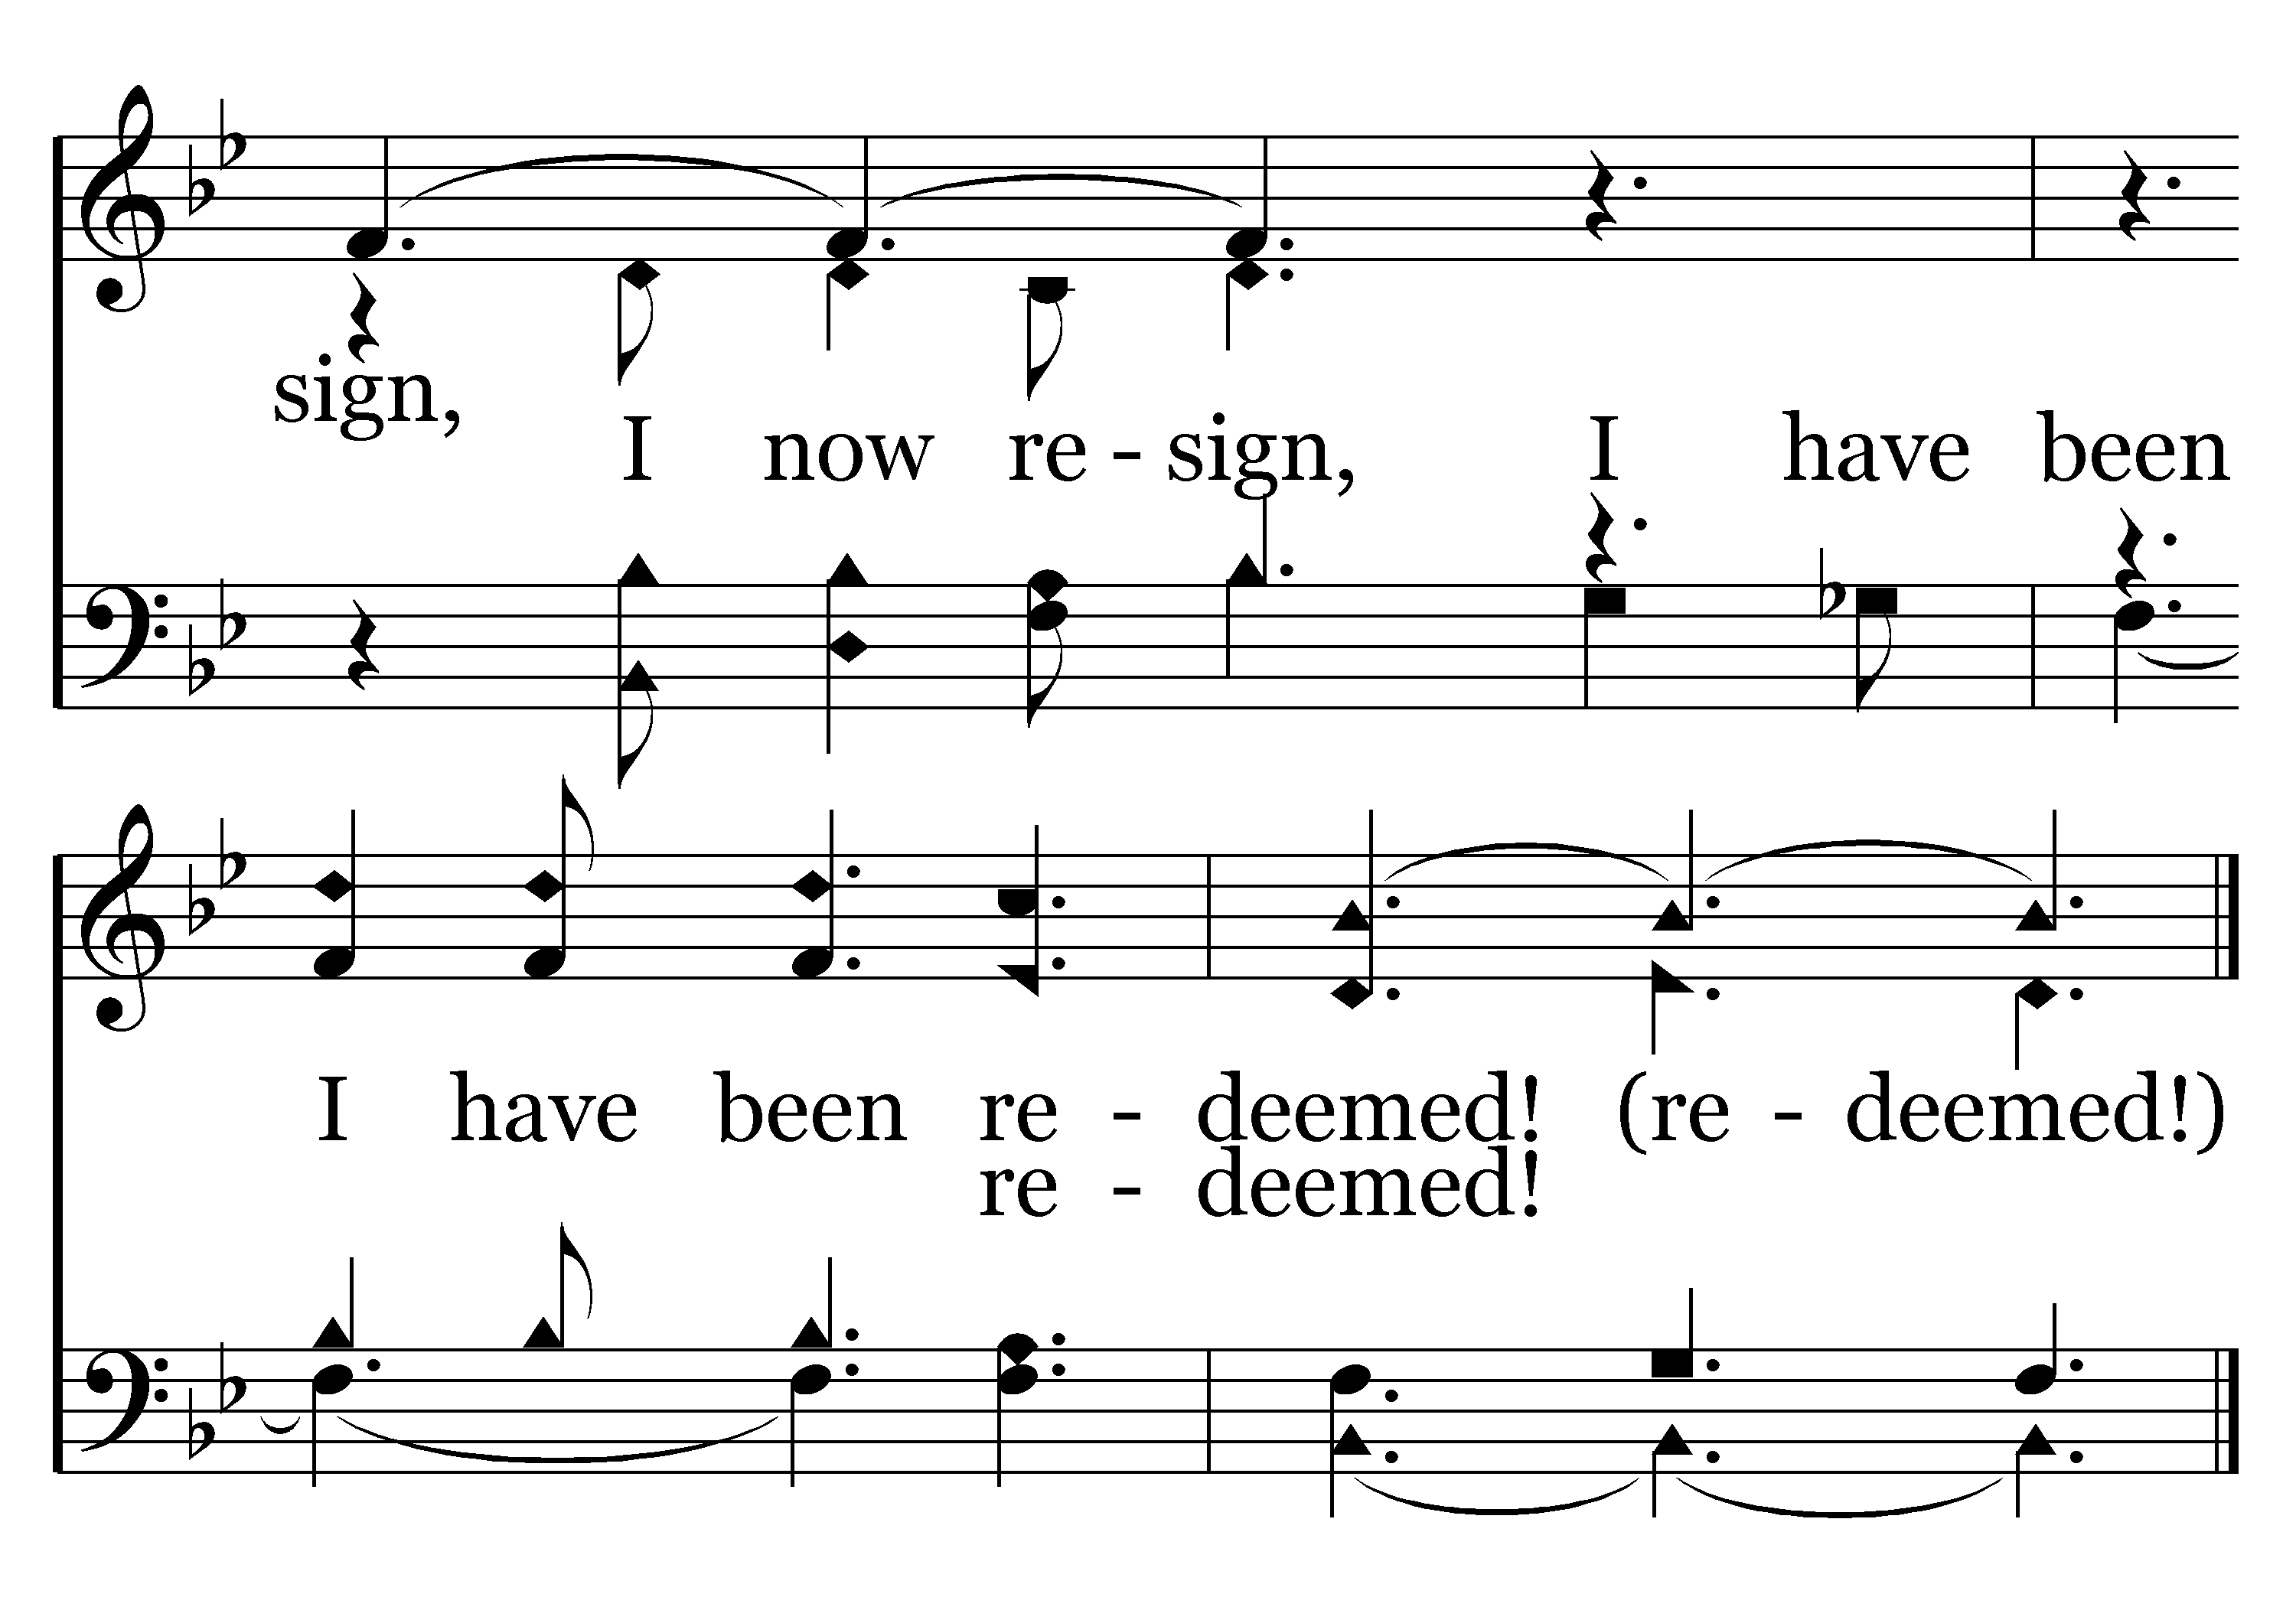 sign,
I now re - sign, I have been
I have been re - deemed! (re - deemed!)
re - deemed!